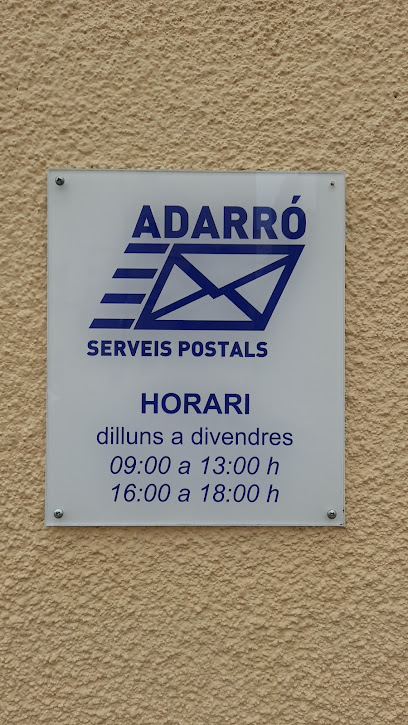 ADARRÓ
SERVEIS POSTALS
HORARI
dilluns a divendres
09:00 a 13:00 h
16:00 a 18:00 h